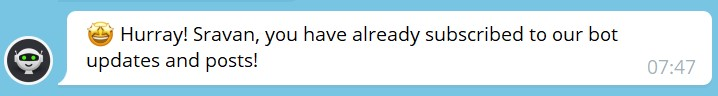 🤩 Hurray! Sravan, you have already subscribed to our bot
updates and posts!
07:47